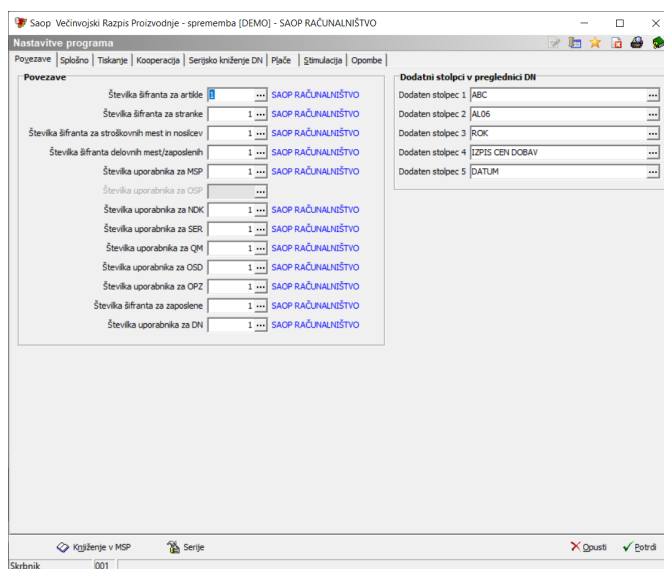 Saop Večinvojski Razpis Proizvodnje - sprememba [DEMO] - SAOP RAČUNALNIŠTVO
Nastavitve programa
Povezave Splošno Tiskanje Kooperacija Serijsko kniženje DN Plače Stimulacija Opombe
Povezave
Številka šifranta za artikle 1 ... SAOP RAČUNALNIŠTVO
Številka šifranta za stranke 1 ... SAOP RAČUNALNIŠTVO
Številka šifranta za stroškovnih mest in nosilcev 1 ... SAOP RAČUNALNIŠTVO
Številka šifranta delovnih mest/zaposlenih 1 ... SAOP RAČUNALNIŠTVO
Številka uporabnika za MSP 1 ... SAOP RAČUNALNIŠTVO
Številka uporabnika za OSP ...
Številka uporabnika za NDK 1 ... SAOP RAČUNALNIŠTVO
Številka uporabnika za SER 1 ... SAOP RAČUNALNIŠTVO
Številka uporabnika za QM 1 ... SAOP RAČUNALNIŠTVO
Številka uporabnika za OSD 1 ... SAOP RAČUNALNIŠTVO
Številka uporabnika za OPZ 1 ... SAOP RAČUNALNIŠTVO
Številka šifranta za zaposlene 1 ... SAOP RAČUNALNIŠTVO
Številka uporabnika za DN 1 ... SAOP RAČUNALNIŠTVO
Dodatni stolpci v preglednici DN
Dodaten stolpec 1 ABC ...
Dodaten stolpec 2 AL06 ...
Dodaten stolpec 3 ROK ...
Dodaten stolpec 4 IZPIS CEN DOBAV ...
Dodaten stolpec 5 DATUM ...
Knjiženje v MSP Serije Opusti Potrdi
Skrbnik 001